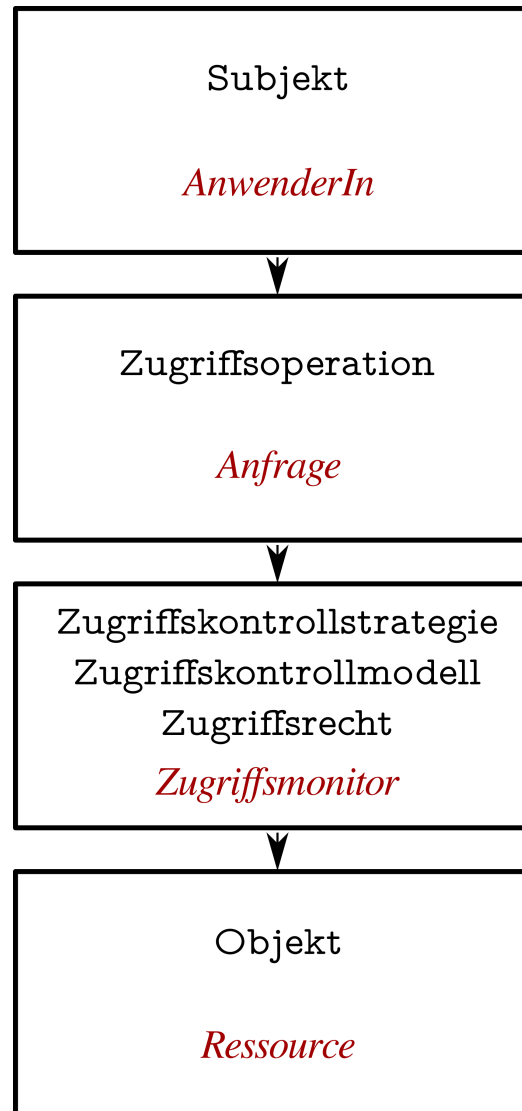 Subjekt
AnwenderIn
Zugriffsoperation
Anfrage
Zugriffskontrollstrategie
Zugriffskontrollmodell
Zugriffsrecht
Zugriffsmonitor
Objekt
Ressource